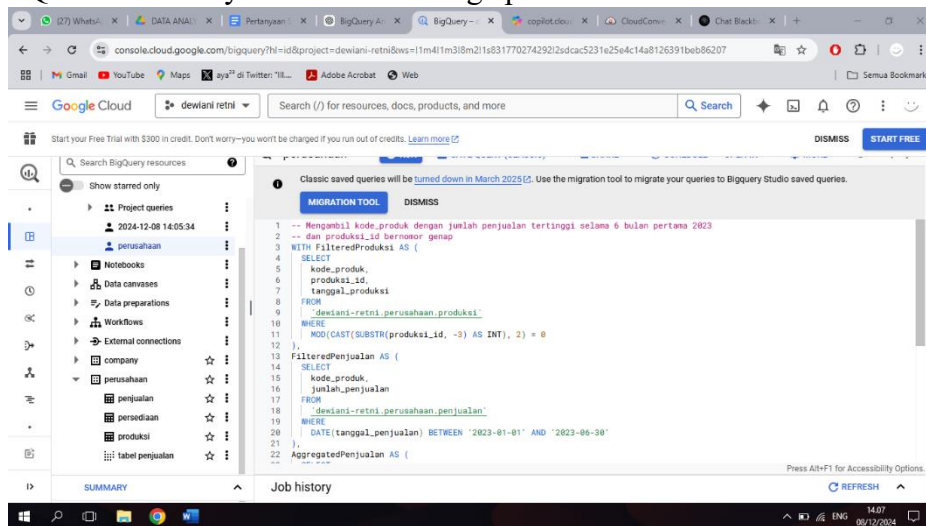 (27) WhatsA
DATA ANAL
Pertanyaan
BigQuery A
BigQuery –
copilot.clou
CloudConve
Chat Blackb
console.cloud.google.com/bigquery?hl=id&project=dewiani-retni&ws=!1m4!1m3!8m2!1s831770274292!2sdcac5231e25e4c14a8126391beb86207
Gmail YouTube Maps aya²³ di Twitter: "Ill.... Adobe Acrobat Web
Semua Bookmark
Google Cloud dewiani retni Search (/) for resources, docs, products, and more Search
Start your Free Trial with $300 in credit. Don't worry—you won't be charged if you run out of credits. Learn more
DISMISS START FREE
Search BigQuery resources
Show starred only
Project queries
2024-12-08 14:05:34
perusahaan
Notebooks
Data canvases
Data preparations
Workflows
External connections
company
perusahaan
penjualan
persediaan
produksi
tabel penjualan
SUMMARY
Classic saved queries will be turned down in March 2025. Use the migration tool to migrate your queries to Bigquery Studio saved queries.
MIGRATION TOOL DISMISS
1 -- Mengambil kode_produk dengan jumlah penjualan tertinggi selama 6 bulan pertama 2023
2 -- dan produksi_id bernomor genap
3 WITH FilteredProduksi AS (
4 SELECT
5 kode_produk,
6 produksi_id,
7 tanggal_produksi
8 FROM
9 `dewiani-retni.perusahaan.produksi`
10 WHERE
11 MOD(CAST(SUBSTR(produksi_id, -3) AS INT), 2) = 0
12 ),
13 FilteredPenjualan AS (
14 SELECT
15 kode_produk,
16 jumlah_penjualan
17 FROM
18 `dewiani-retni.perusahaan.penjualan`
19 WHERE
20 DATE(tanggal_penjualan) BETWEEN '2023-01-01' AND '2023-06-30'
21 ),
22 AggregatedPenjualan AS (
Press Alt+F1 for Accessibility Options.
Job history REFRESH
ENG
14.07
08/12/2024